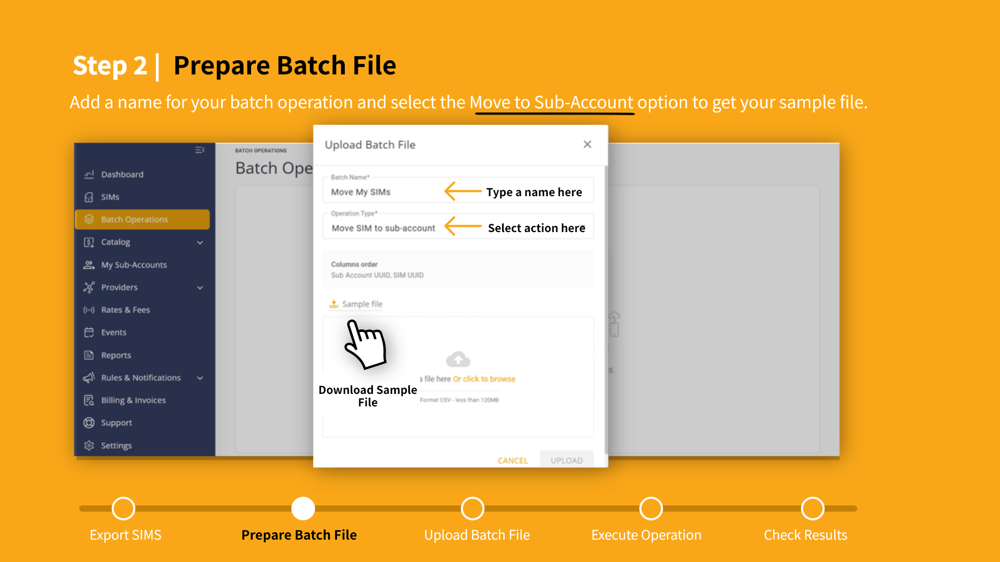 Step 2 | Prepare Batch File
Add a name for your batch operation and select the Move to Sub-Account option to get your sample file.
Dashboard
SIMs
Batch Operations
Catalog
My Sub-Accounts
Providers
Rates & Fees
Events
Reports
Rules & Notifications
Billing & Invoices
Support
Settings
BATCH OPERATIONS
Batch Ope
Upload Batch File
Batch Name*
Move My SIMs
Type a name here
Operation Type*
Move SIM to sub-account
Select action here
Columns order
Sub Account UUID, SIM UUID
Sample file
a file here Or click to browse
Format CSV - less than 120MB
Download Sample
File
CANCEL
UPLOAD
s.
Export SIMS
Prepare Batch File
Upload Batch File
Execute Operation
Check Results